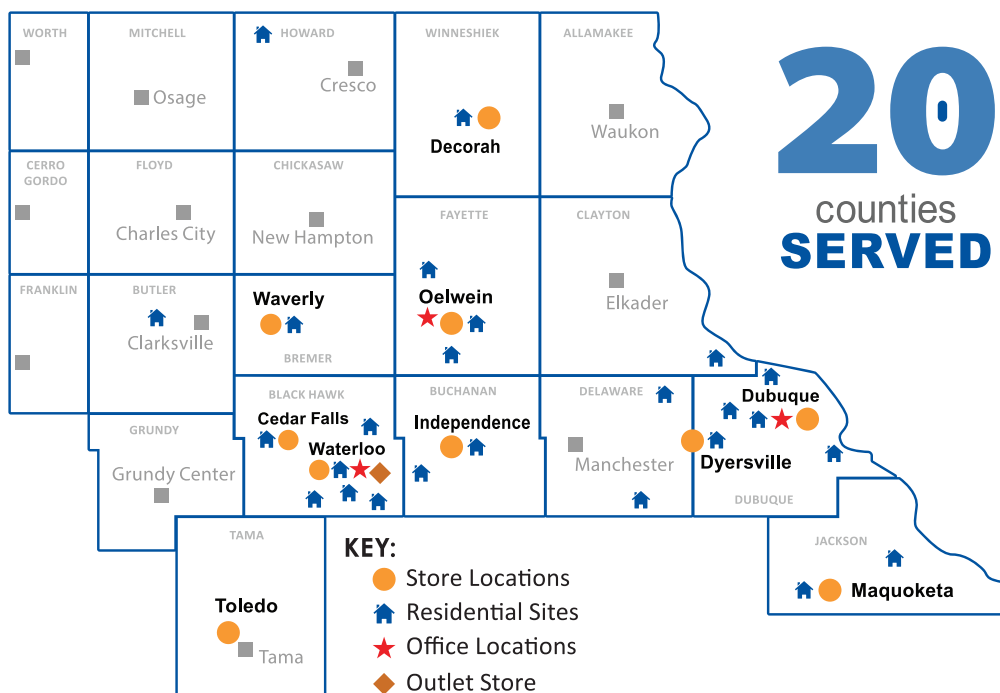 WORTH
MITCHELL
HOWARD
WINNESHIEK
ALLAMAKEE
Osage
Cresco
Decorah
Waukon
20
counties
SERVED
CERRO
GORDO
FLOYD
CHICKASAW
FAYETTE
CLAYTON
Charles City
New Hampton
Elkader
FRANKLIN
BUTLER
Clarksville
Waverly
BREMER
Oelwein
BLACK HAWK
BUCHANAN
DELAWARE
Dubuque
GRUNDY
Grundy Center
Cedar Falls
Waterloo
Independence
Manchester
Dyersville
DUBUQUE
TAMA
Toledo
Tama
JACKSON
Maquoketa
KEY:
Store Locations
Residential Sites
Office Locations
Outlet Store